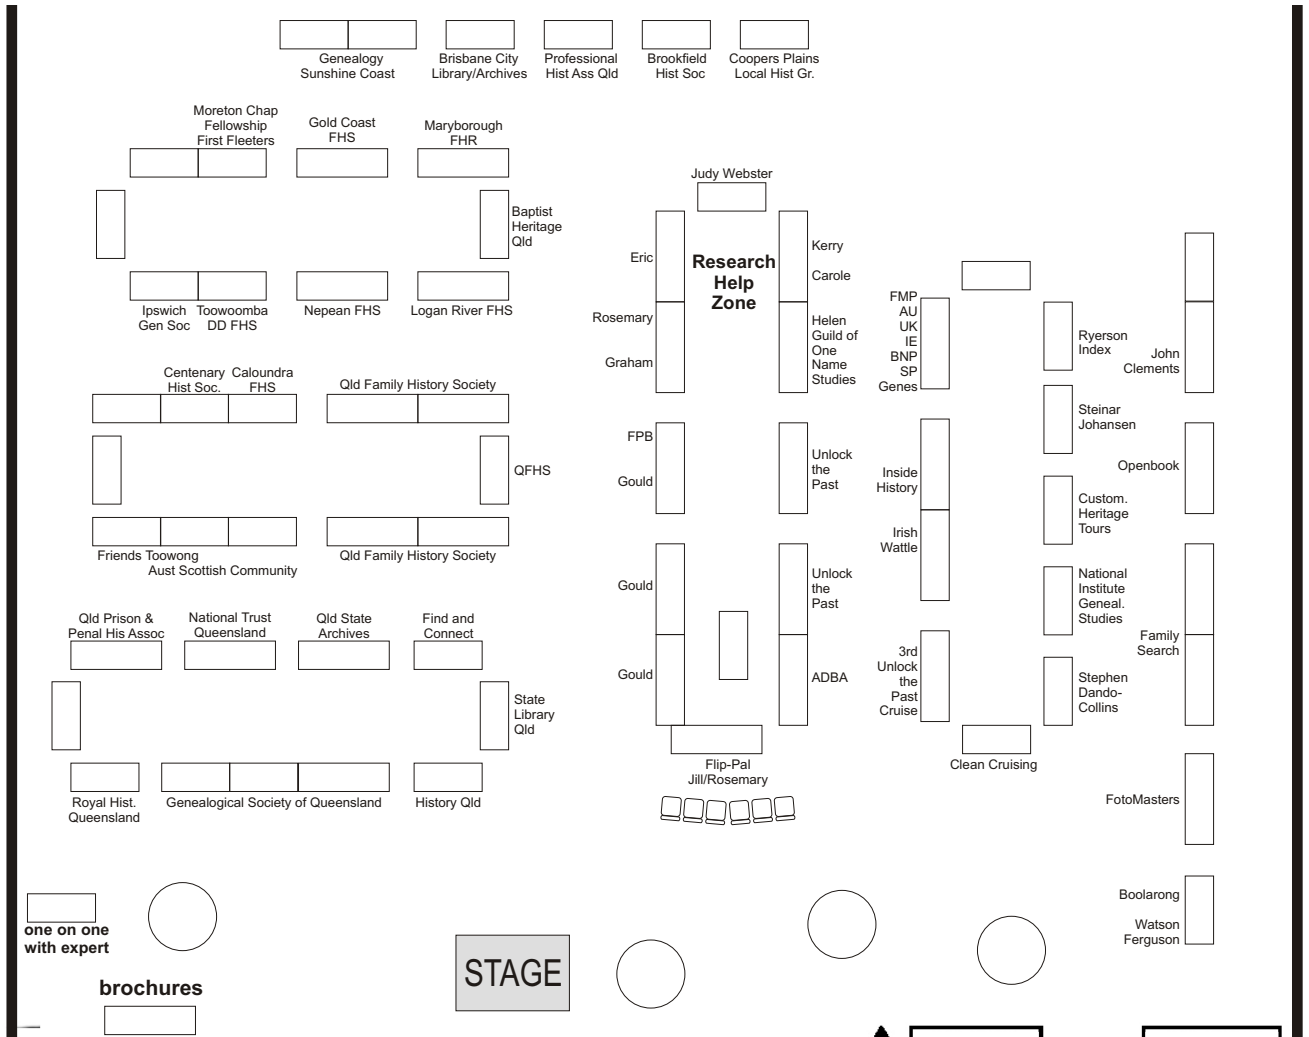 Genealogy
Sunshine Coast
Brisbane City
Library/Archives
Professional
Hist Ass Qld
Brookfield
Hist Soc
Coopers Plains
Local Hist Gr.
Moreton Chap
Fellowship
First Fleeters
Gold Coast
FHS
Maryborough
FHR
Baptist
Heritage
Qld
Ipswich
Gen Soc
Toowoomba
DD FHS
Nepean FHS
Logan River FHS
Centenary
Hist Soc.
Caloundra
FHS
Qld Family History Society
QFHS
Friends Toowong
Aust Scottish Community
Qld Family History Society
Qld Prison &
Penal His Assoc
National Trust
Queensland
Qld State
Archives
Find and
Connect
State
Library
Qld
Royal Hist.
Queensland
Genealogical Society of Queensland
History Qld
one on one
with expert
brochures
STAGE
Judy Webster
Research
Help
Zone
Eric
Rosemary
Graham
Kerry
Carole
Helen
Guild of
One
Name
Studies
FPB
Gould
Unlock
the
Past
Gould
Unlock
the
Past
Gould
ADBA
Flip-Pal
Jill/Rosemary
FMP
AU
UK
IE
BNP
SP
Genes
Inside
History
Irish
Wattle
3rd
Unlock
the
Past
Cruise
Ryerson
Index
Steinar
Johansen
Custom.
Heritage
Tours
National
Institute
Geneal.
Studies
Stephen
Dando-
Collins
Clean Cruising
John
Clements
Openbook
Family
Search
FotoMasters
Boolarong
Watson
Ferguson